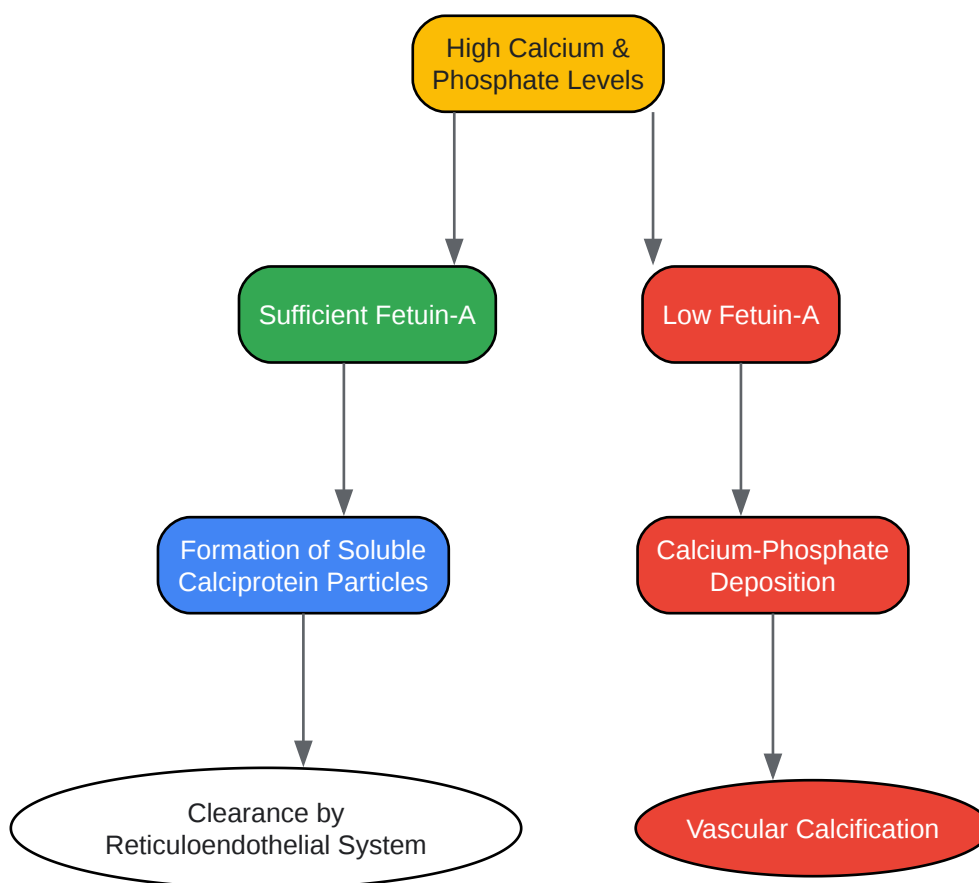 High Calcium &
Phosphate Levels
Sufficient Fetuin-A
Low Fetuin-A
Formation of Soluble
Calciprotein Particles
Calcium-Phosphate
Deposition
Clearance by
Reticuloendothelial System
Vascular Calcification